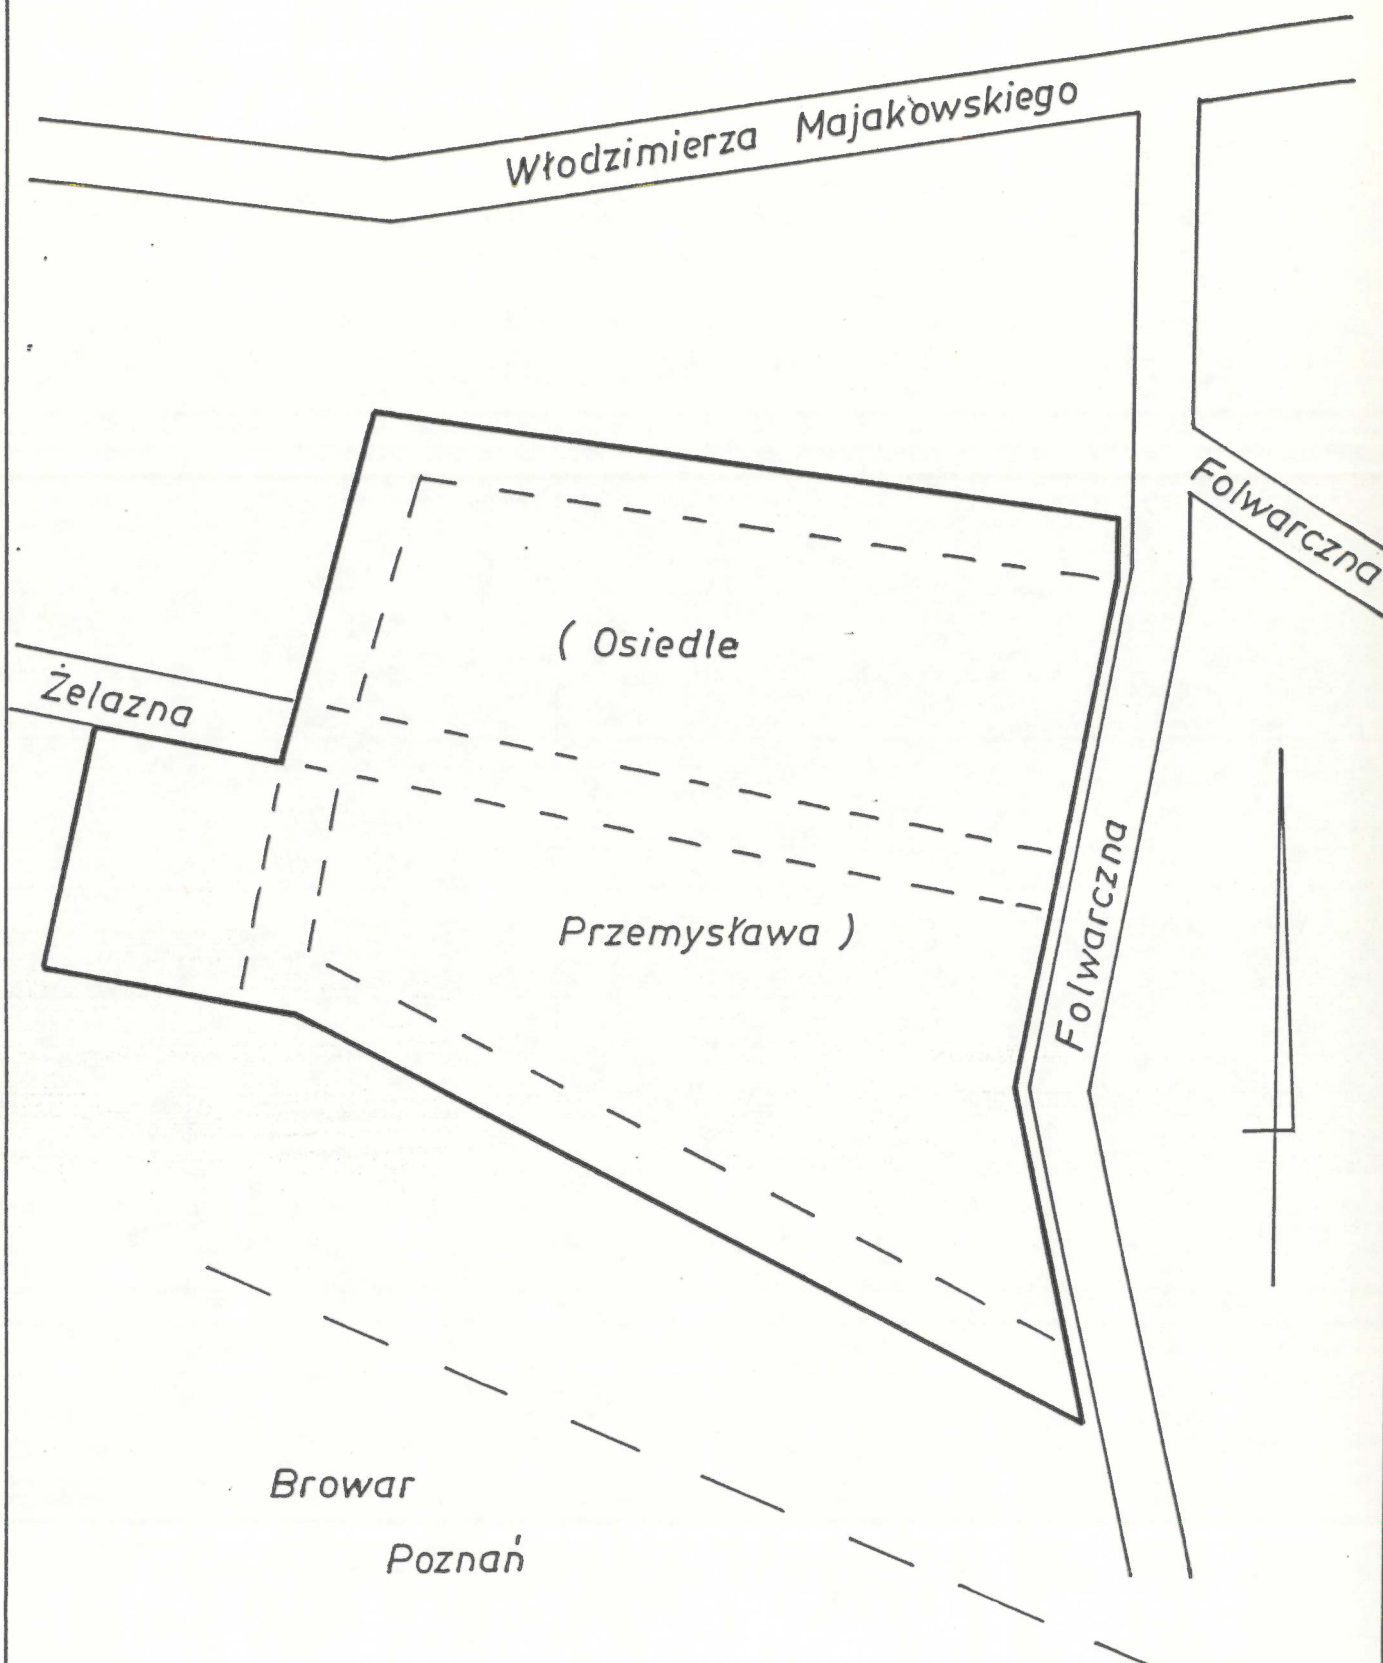 Włodzimierza Majakowskiego
Folwarczna
( Osiedle
Żelazna
Folwarczna
Przemysława )
Browar
Poznań